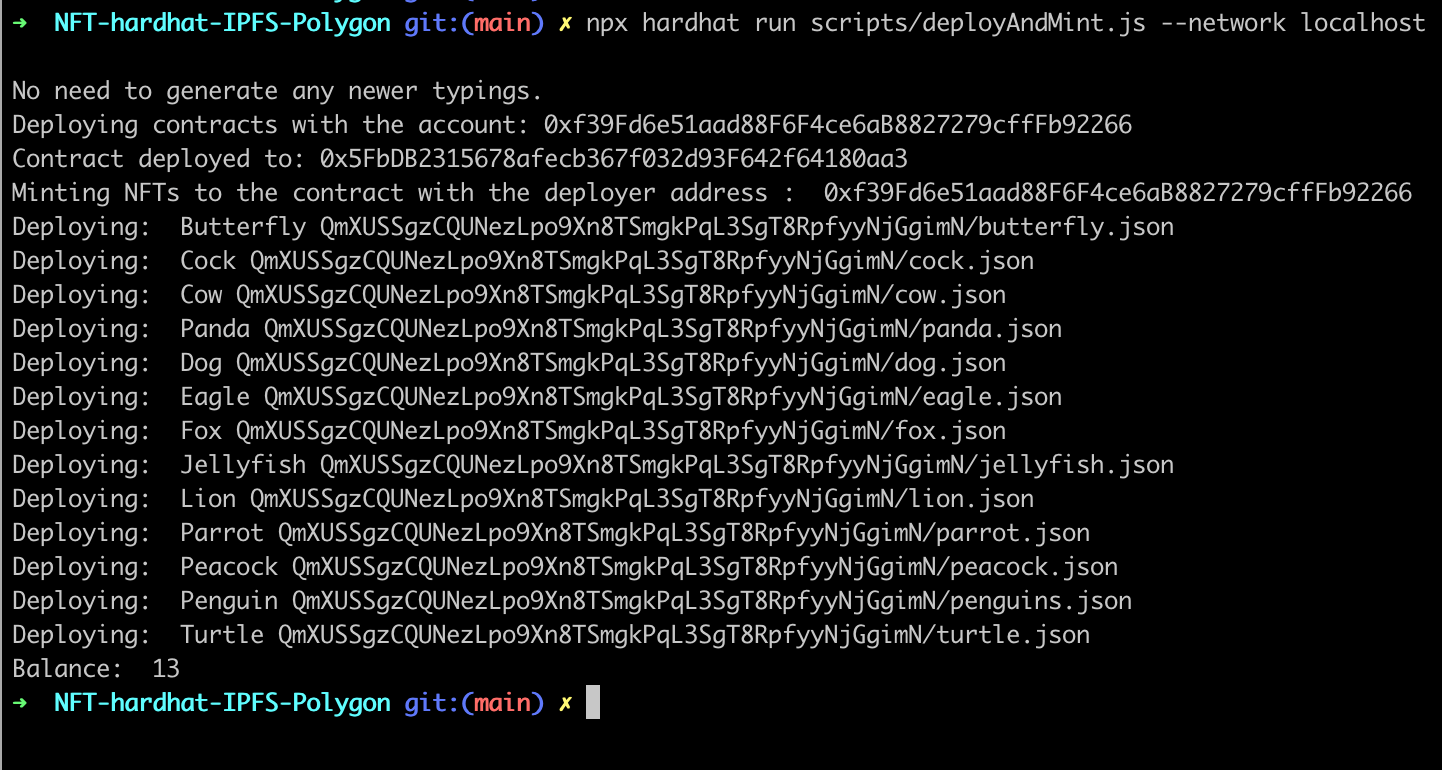 ➜  NFT-hardhat-IPFS-Polygon git:(main) ✗ npx hardhat run scripts/deployAndMint.js --network localhost
No need to generate any newer typings.
Deploying contracts with the account: 0xf39Fd6e51aad88F6F4ce6aB8827279cffFb92266
Contract deployed to: 0x5FbDB2315678afecb367f032d93F642f64180aa3
Minting NFTs to the contract with the deployer address :  0xf39Fd6e51aad88F6F4ce6aB8827279cffFb92266
Deploying:  Butterfly QmXUSSgzCQUNezLpo9Xn8TSmgkPqL3SgT8RpfyyNjGgimN/butterfly.json
Deploying:  Cock QmXUSSgzCQUNezLpo9Xn8TSmgkPqL3SgT8RpfyyNjGgimN/cock.json
Deploying:  Cow QmXUSSgzCQUNezLpo9Xn8TSmgkPqL3SgT8RpfyyNjGgimN/cow.json
Deploying:  Panda QmXUSSgzCQUNezLpo9Xn8TSmgkPqL3SgT8RpfyyNjGgimN/panda.json
Deploying:  Dog QmXUSSgzCQUNezLpo9Xn8TSmgkPqL3SgT8RpfyyNjGgimN/dog.json
Deploying:  Eagle QmXUSSgzCQUNezLpo9Xn8TSmgkPqL3SgT8RpfyyNjGgimN/eagle.json
Deploying:  Fox QmXUSSgzCQUNezLpo9Xn8TSmgkPqL3SgT8RpfyyNjGgimN/fox.json
Deploying:  Jellyfish QmXUSSgzCQUNezLpo9Xn8TSmgkPqL3SgT8RpfyyNjGgimN/jellyfish.json
Deploying:  Lion QmXUSSgzCQUNezLpo9Xn8TSmgkPqL3SgT8RpfyyNjGgimN/lion.json
Deploying:  Parrot QmXUSSgzCQUNezLpo9Xn8TSmgkPqL3SgT8RpfyyNjGgimN/parrot.json
Deploying:  Peacock QmXUSSgzCQUNezLpo9Xn8TSmgkPqL3SgT8RpfyyNjGgimN/peacock.json
Deploying:  Penguin QmXUSSgzCQUNezLpo9Xn8TSmgkPqL3SgT8RpfyyNjGgimN/penguins.json
Deploying:  Turtle QmXUSSgzCQUNezLpo9Xn8TSmgkPqL3SgT8RpfyyNjGgimN/turtle.json
Balance:  13
➜  NFT-hardhat-IPFS-Polygon git:(main) ✗